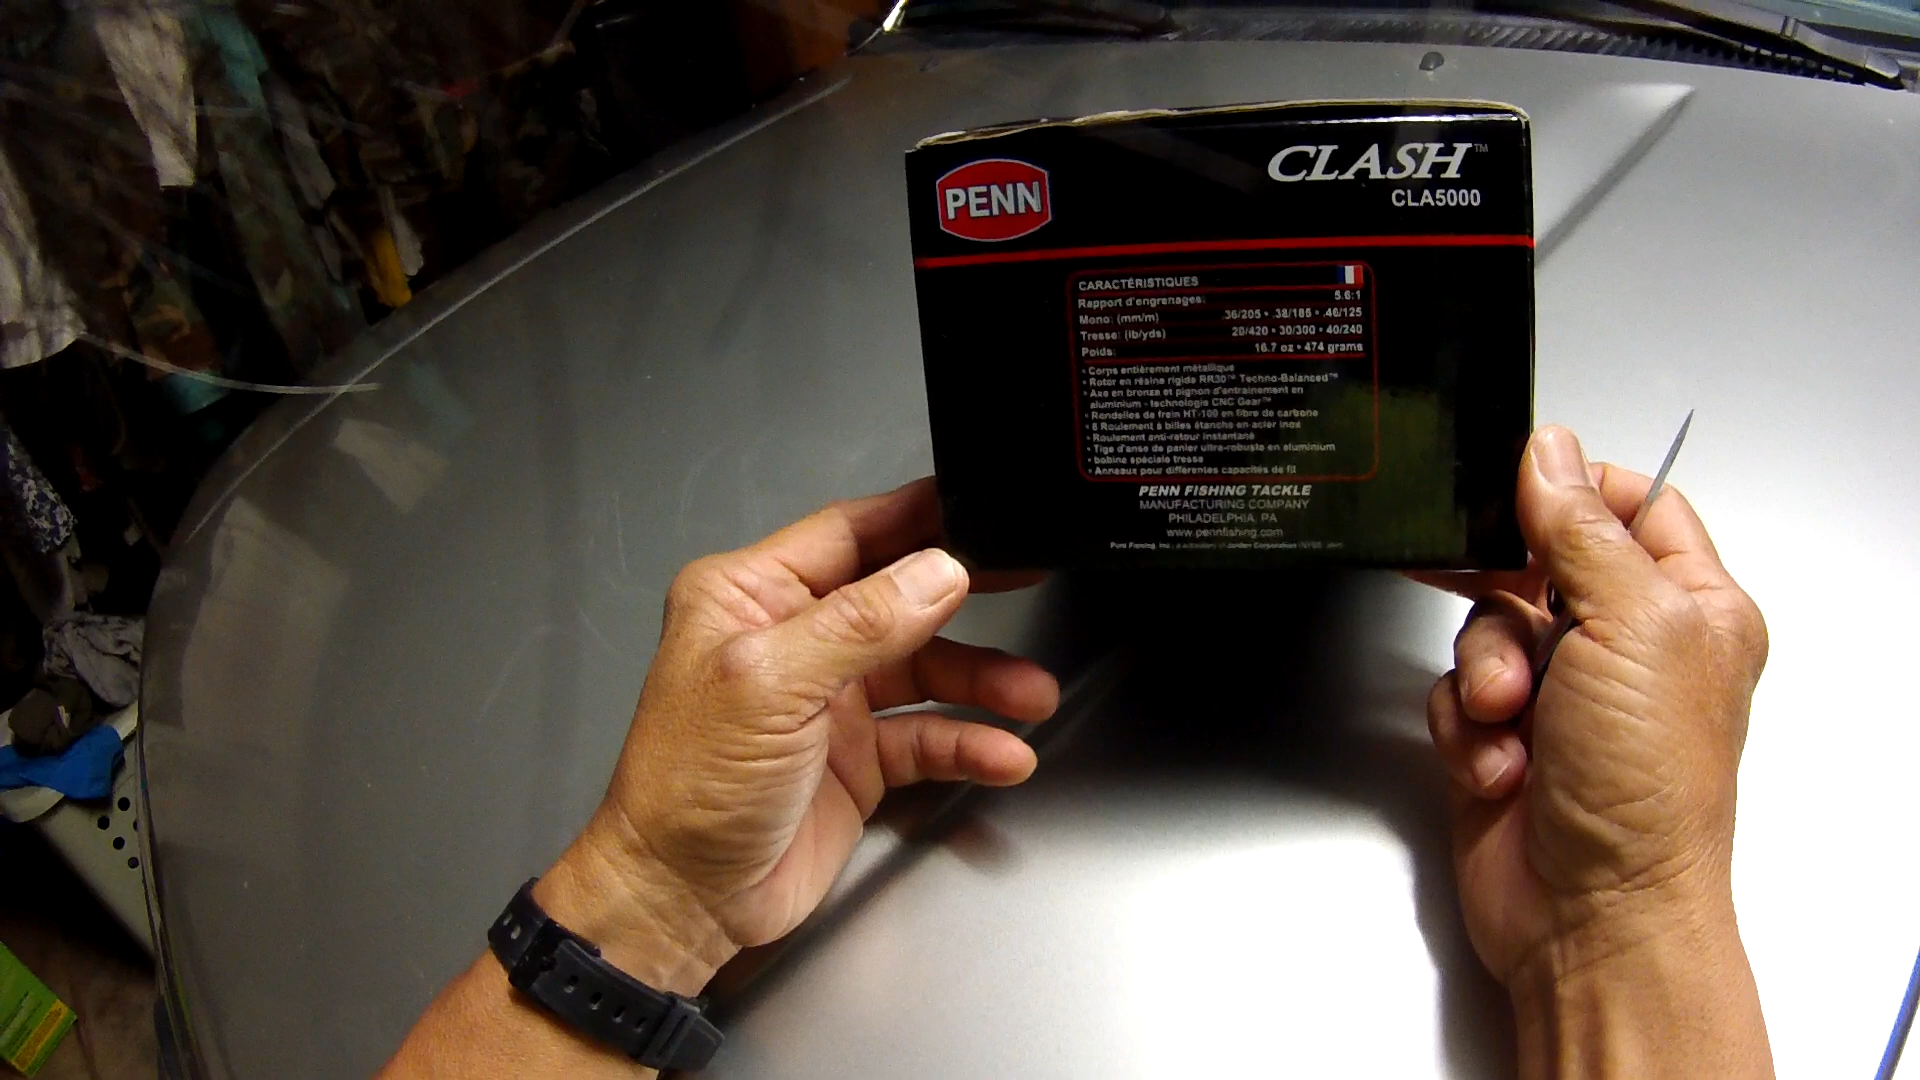 PENN
CLASH™
CLA5000
CARACTÉRISTIQUES
Rapport d'engrenages: 5.6:1
Mono: (mm/m) .36/205 • .38/185 • .40/125
Tresse: (lb/yds) 20/420 • 30/300 • 40/240
Poids: 16.7 oz • 474 grams
• Corps entièrement métallique
• Rotor en résine rigide RR30™ Techno-Balanced™
• Axe en bronze et pignon d'entraînement en
aluminium - technologie CNC Gear™
• Rondelles de frein HT-100 en fibre de carbone
• 8 Roulement à billes étanche en acier inox
• Roulement anti-retour instantané
• Tige d'anse de panier ultra-robuste en aluminium
• bobine spéciale tresse
• Anneaux pour différentes capacités de fil
PENN FISHING TACKLE
MANUFACTURING COMPANY
PHILADELPHIA, PA
www.pennfishing.com
Pure Fishing, Inc.